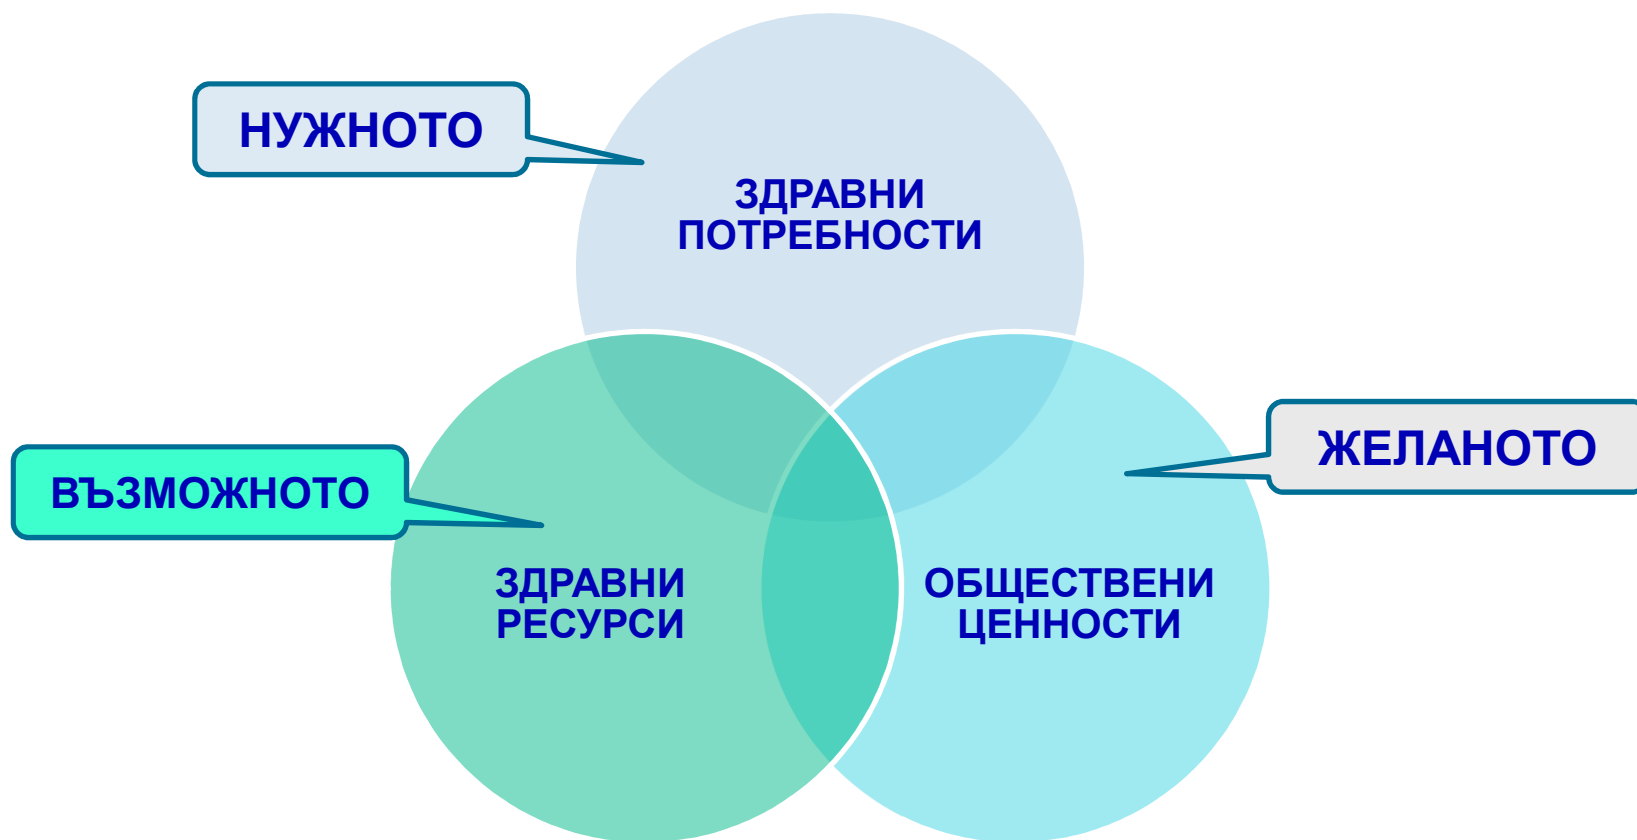 НУЖНОТО
ЗДРАВНИ
ПОТРЕБНОСТИ
ЖЕЛАНОТО
ВЪЗМОЖНОТО
ЗДРАВНИ
РЕСУРСИ
ОБЩЕСТВЕНИ
ЦЕННОСТИ